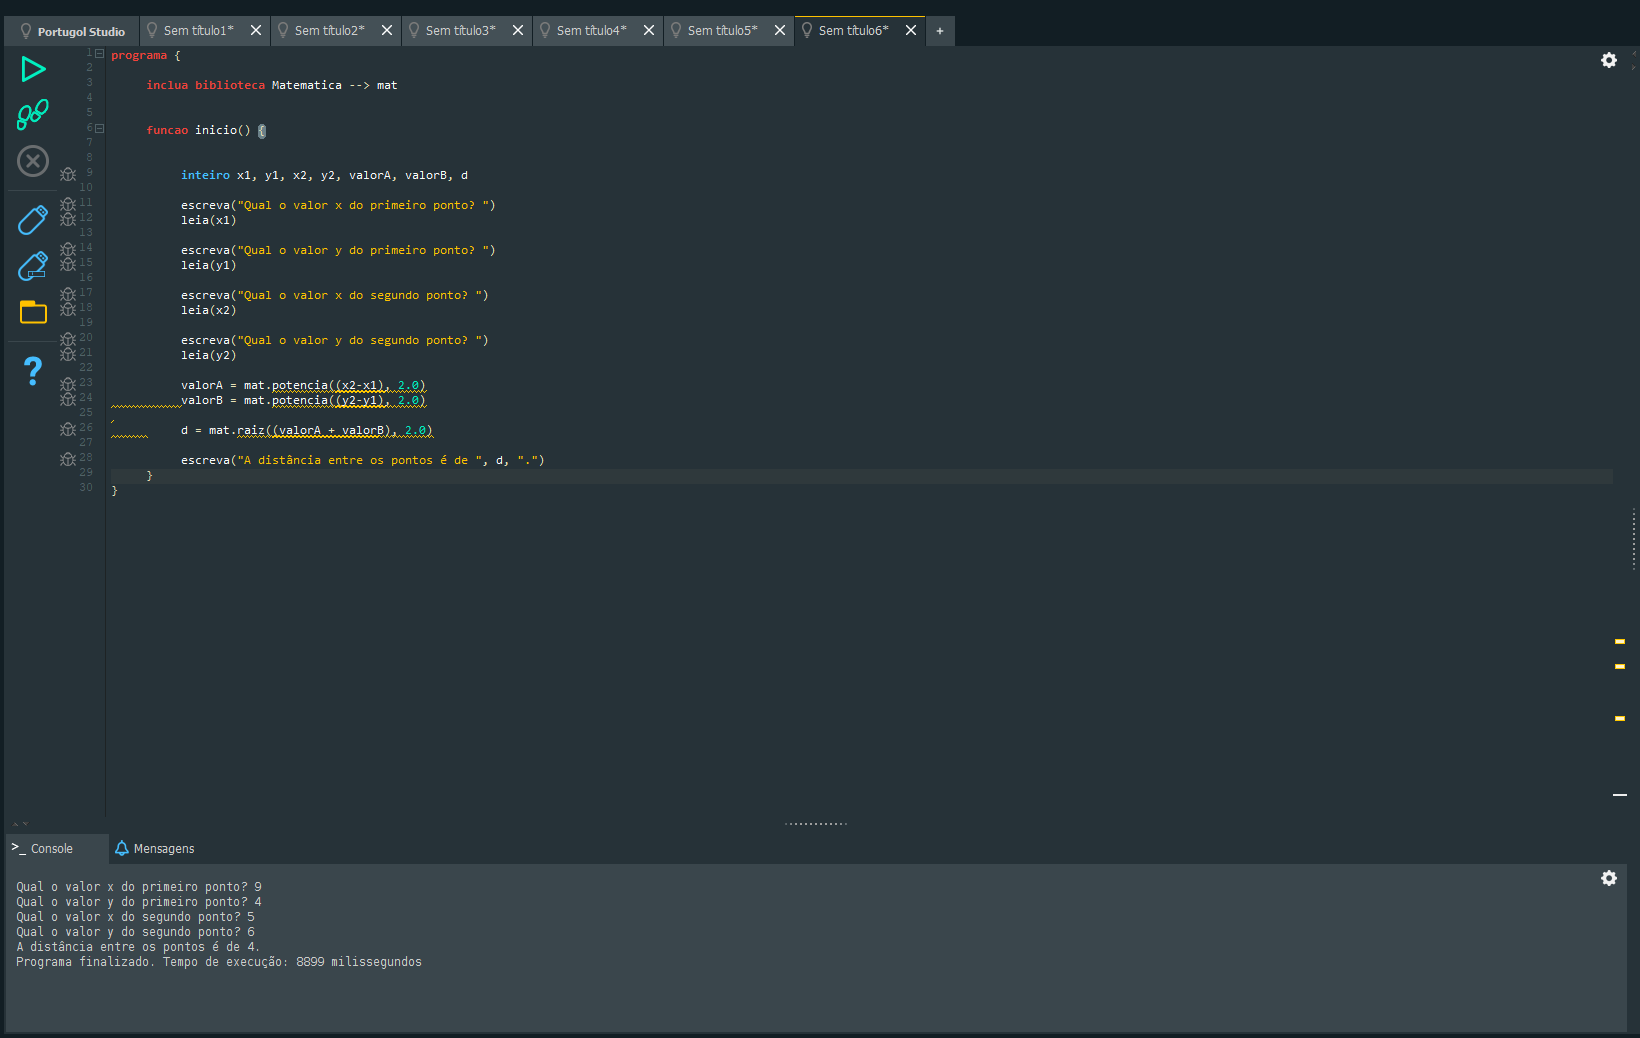 Portugol Studio Sem título1* Sem título2* Sem título3* Sem título4* Sem título5* Sem título6* +
1 programa {
2
3 inclua biblioteca Matematica --> mat
4
5
6 funcao inicio() {
7
8
9 inteiro x1, y1, x2, y2, valorA, valorB, d
10
11 escreva("Qual o valor x do primeiro ponto? ")
12 leia(x1)
13
14 escreva("Qual o valor y do primeiro ponto? ")
15 leia(y1)
16
17 escreva("Qual o valor x do segundo ponto? ")
18 leia(x2)
19
20 escreva("Qual o valor y do segundo ponto? ")
21 leia(y2)
22
23 valorA = mat.potencia((x2-x1), 2.0)
24 valorB = mat.potencia((y2-y1), 2.0)
25
26 d = mat.raiz((valorA + valorB), 2.0)
27
28 escreva("A distância entre os pontos é de ", d, ".")
29 }
30 }
>_ Console Mensagens
Qual o valor x do primeiro ponto? 9
Qual o valor y do primeiro ponto? 4
Qual o valor x do segundo ponto? 5
Qual o valor y do segundo ponto? 6
A distância entre os pontos é de 4.
Programa finalizado. Tempo de execução: 8899 milissegundos